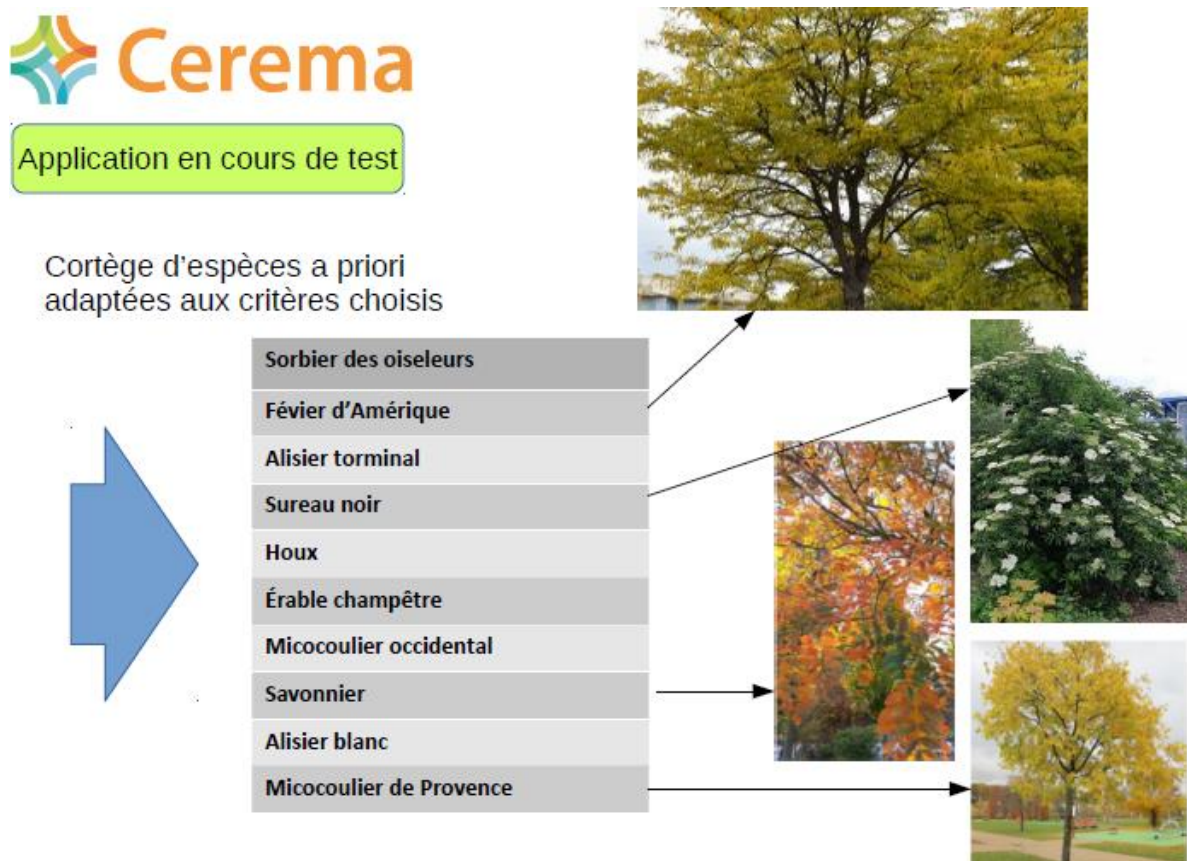 Cerema
Application en cours de test
Cortège d'espèces a priori
adaptées aux critères choisis
Sorbier des oiseleurs
Févier d'Amérique
Alisier torminal
Sureau noir
Houx
Érable champêtre
Micocoulier occidental
Savonnier
Alisier blanc
Micocoulier de Provence